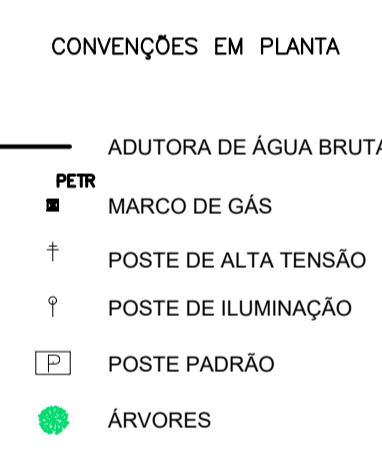 CONVENÇÕES EM PLANTA
ADUTORA DE ÁGUA BRUTA
PETR
MARCO DE GÁS
POSTE DE ALTA TENSÃO
POSTE DE ILUMINAÇÃO
P POSTE PADRÃO
ÁRVORES